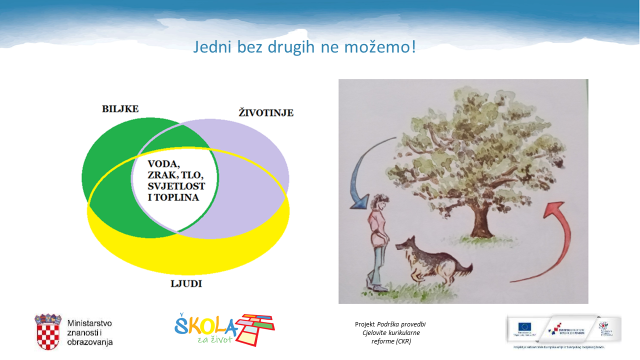 Jedni bez drugih ne možemo!
BILJKE
ŽIVOTINJE
VODA,
ZRAK, TLO,
SVJETLOST
I TOPLINA
LJUDI
Ministarstvo
znanosti i
obrazovanja
ŠKOLA
za život
Projekt Podrška provedbi
Cjelovite kurikularne
reforme (CKR)